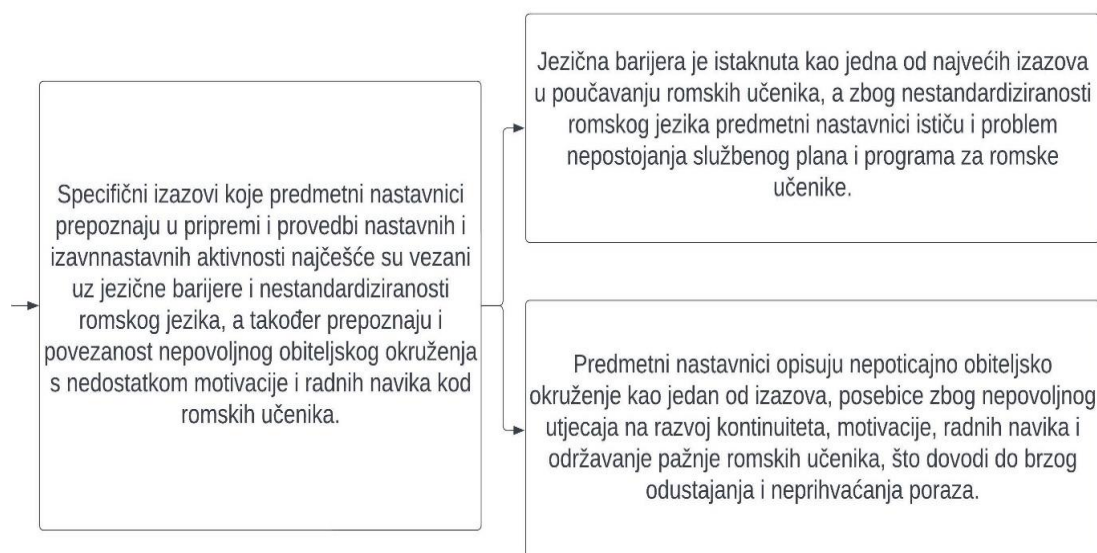 Specifični izazovi koje predmetni nastavnici
prepoznaju u pripremi i provedbi nastavnih i
izavnnastavnih aktivnosti najčešće su vezani
uz jezične barijere i nestandardiziranosti
romskog jezika, a također prepoznaju i
povezanost nepovoljnog obiteljskog okruženja
s nedostatkom motivacije i radnih navika kod
romskih učenika.
Jezična barijera je istaknuta kao jedna od najvećih izazova
u poučavanju romskih učenika, a zbog nestandardiziranosti
romskog jezika predmetni nastavnici ističu i problem
nepostojanja službenog plana i programa za romske
učenike.
Predmetni nastavnici opisuju nepoticajno obiteljsko
okruženje kao jedan od izazova, posebice zbog nepovoljnog
utjecaja na razvoj kontinuiteta, motivacije, radnih navika i
održavanje pažnje romskih učenika, što dovodi do brzog
odustajanja i neprihvaćanja poraza.